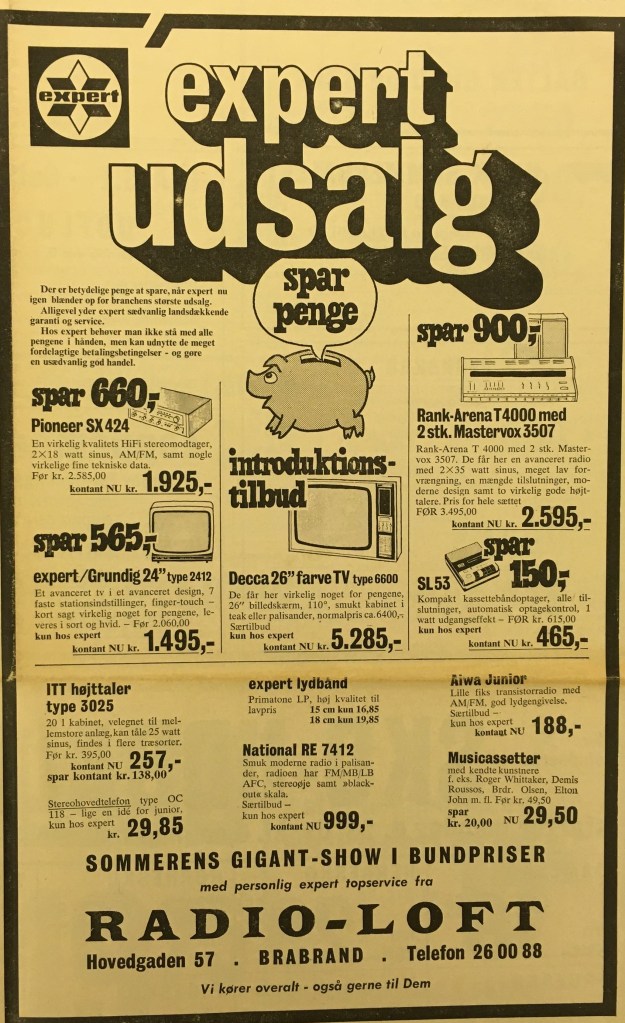 expert
expert
udsalg
Der er betydelige penge at spare, når expert nu
igen blænder op for branchens største udsalg.
Alligevel yder expert sædvanlig landsdækkende
garanti og service.
Hos expert behøver man ikke stå med alle
pengene i hånden, men kan udnytte de meget
fordelagtige betalingsbetingelser - og gøre
en usædvanlig god handel.
spar
penge
spar 660,-
Pioneer SX 424
En virkelig kvalitets HiFi stereomodtager,
2×18 watt sinus, AM/FM, samt nogle
virkelige fine tekniske data.
Før kr. 2.585,00
kontant NU kr. 1.925,-
spar 565,-
expert/Grundig 24” type 2412
Et avanceret tv i et avanceret design, 7
faste stationsindstillinger, finger-touch –
kort sagt virkelig noget for pengene, le-
veres i sort og hvid. – Før 2.060,00
kun hos expert
kontant NU kr. 1.495,-
introduktions-
tilbud
Decca 26” farve TV type 6600
De får her virkelig noget for pengene,
26” billedskærm, 110°, smukt kabinet i
teak eller palisander, normalpris ca. 6400,-.
Særtilbud
kun hos expert
kontant NU kr. 5.285,-
spar 900,-
Rank-Arena T4000 med
2 stk. Mastervox 3507
Rank-Arena T 4000 med 2 stk. Master-
vox 3507. De får her en avanceret radio
med 2×35 watt sinus, meget lav for-
vrængning, en mængde tilslutninger, mo-
derne design samt to virkelig gode højt-
talere. Pris for hele sættet
FØR 3.495,00
kontant NU kr. 2.595,-
spar
SL53 150,-
Kompakt kassettebåndoptager, alle til-
slutninger, automatisk optagekontrol, 1
watt udgangseffekt – FØR kr. 615,00
kun hos expert
kontant NU kr. 465,-
ITT højttaler
type 3025
20 l kabinet, velegnet til mel-
lemstore anlæg, kan tåle 25 watt
sinus, findes i flere træsorter.
Før kr. 395,00
kontant NU 257,-
spar kontant kr. 138,00
Stereohovedtelefon type OC
118 – lige en idé for junior.
kun hos expert
kr. 29,85
expert lydbånd
Primatone LP, høj kvalitet til
lavpris 15 cm kun 16,85
18 cm kun 19,85
National RE 7412
Smuk moderne radio i palisan-
der, radioen har FM/MB/LB
AFC, stereoøje samt »black-
out« skala.
Særtilbud –
kun hos expert
kontant NU 999,-
Aiwa Junior
Lille fiks transistorradio med
AM/FM, god lydgengivelse.
Særtilbud –
kun hos expert
kontant NU 188,-
Musicassetter
med kendte kunstnere
f. eks. Roger Whittaker, Demis
Roussos, Brdr. Olsen, Elton
John m. fl. Før kr. 49,50
spar
kr. 20,00 NU 29,50
SOMMERENS GIGANT-SHOW I BUNDPRISER
med personlig expert topservice fra
RADIO-LOFT
Hovedgaden 57 . BRABRAND . Telefon 26 00 88
Vi kører overalt - også gerne til Dem